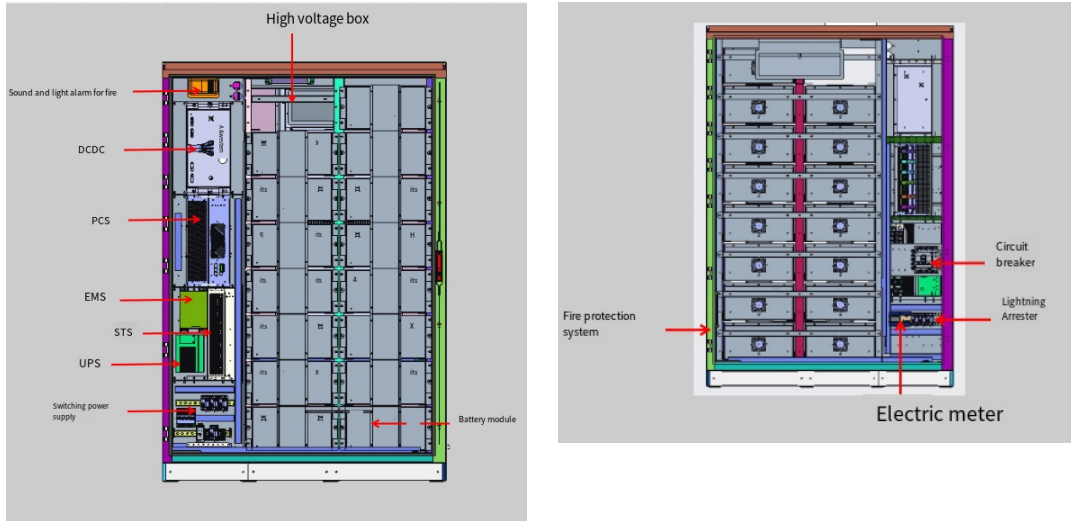 High voltage box
Sound and light alarm for fire
DCDC
PCS
EMS
STS
UPS
Switching power
supply
Battery module
Circuit
breaker
Lightning
Arrester
Fire protection
system
Electric meter